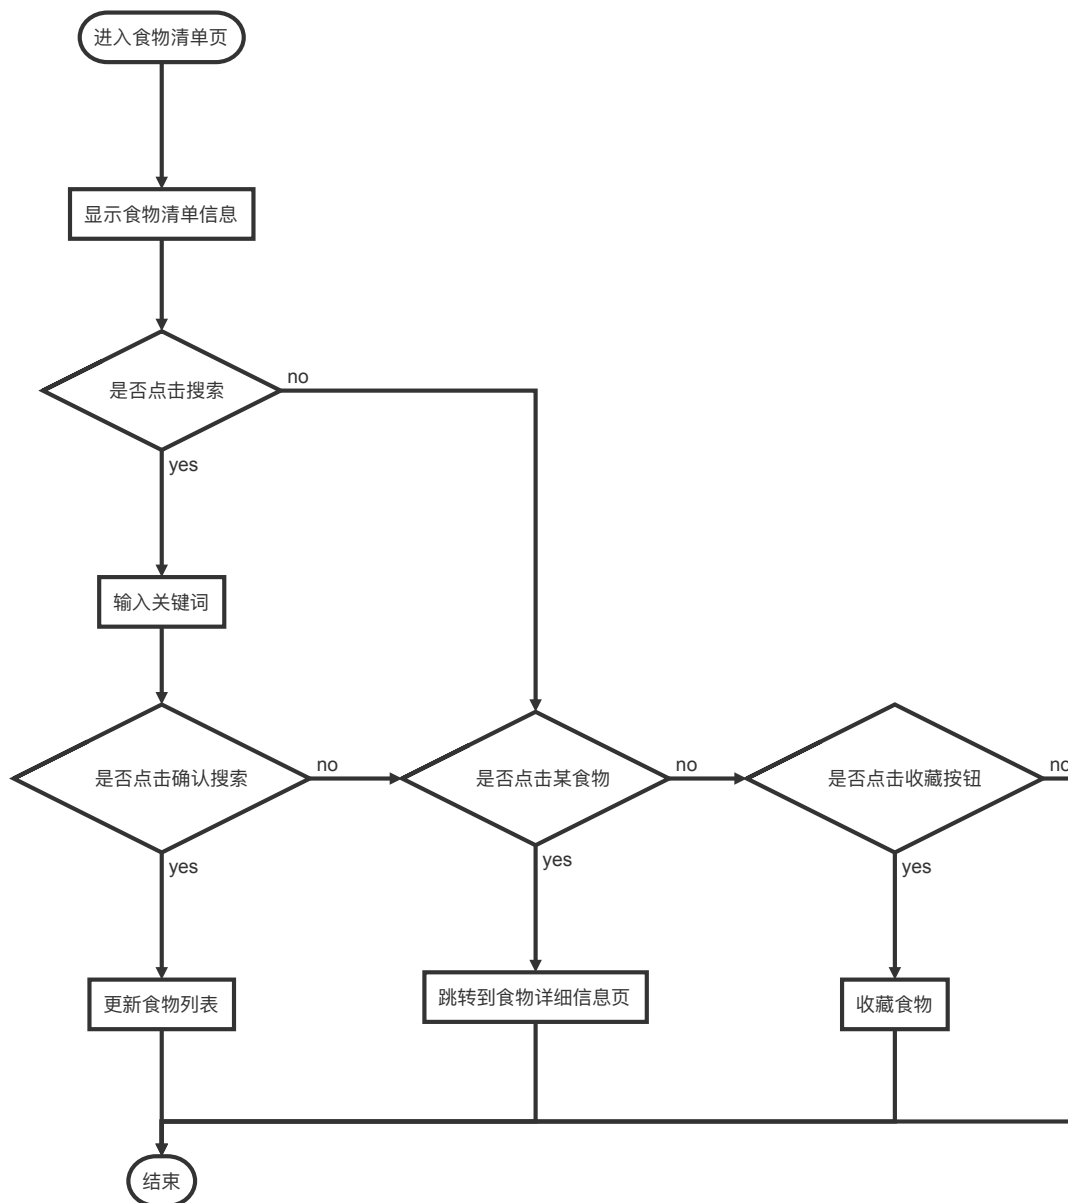 进入食物清单页
显示食物清单信息
是否点击搜索
no
yes
输入关键词
是否点击确认搜索
no
是否点击某食物
no
是否点击收藏按钮
no
yes
yes
yes
更新食物列表
跳转到食物详细信息页
收藏食物
结束